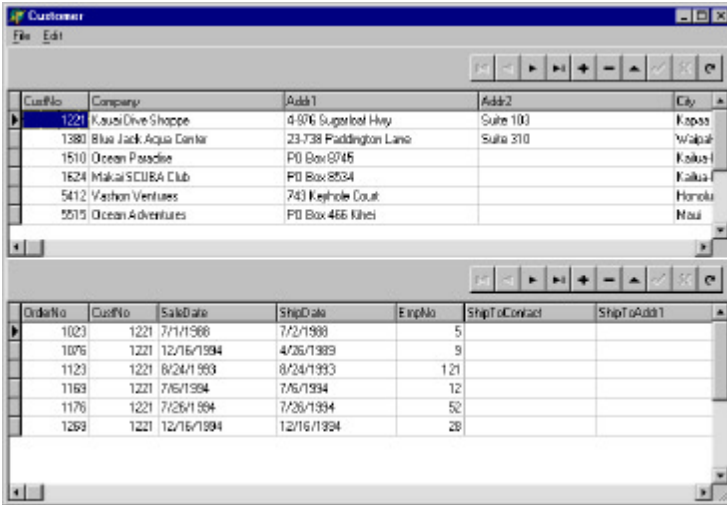 Customer
File Edit
CustNo Company Addr1 Addr2 City
1221 Kauai Dive Shoppe 4-976 Sugarloaf Hwy Suite 103 Kapaa
1380 Blue Jack Aqua Center 23-738 Paddington Lane Suite 310 Waipah
1510 Ocean Paradise PO Box 8745 Kailua-
1624 Makai SCUBA Club PO Box 8534 Kailua-
5412 Vashon Ventures 743 Keyhole Court Honolu
5515 Ocean Adventures PO Box 466 Kihei Maui
OrderNo CustNo SaleDate ShipDate EmpNo ShipToContact ShipToAddr1
1023 1221 7/1/1988 7/2/1988 5
1076 1221 12/16/1994 4/26/1989 9
1123 1221 8/24/1993 8/24/1993 121
1169 1221 7/6/1994 7/6/1994 12
1176 1221 7/26/1994 7/26/1994 52
1269 1221 12/16/1994 12/16/1994 28